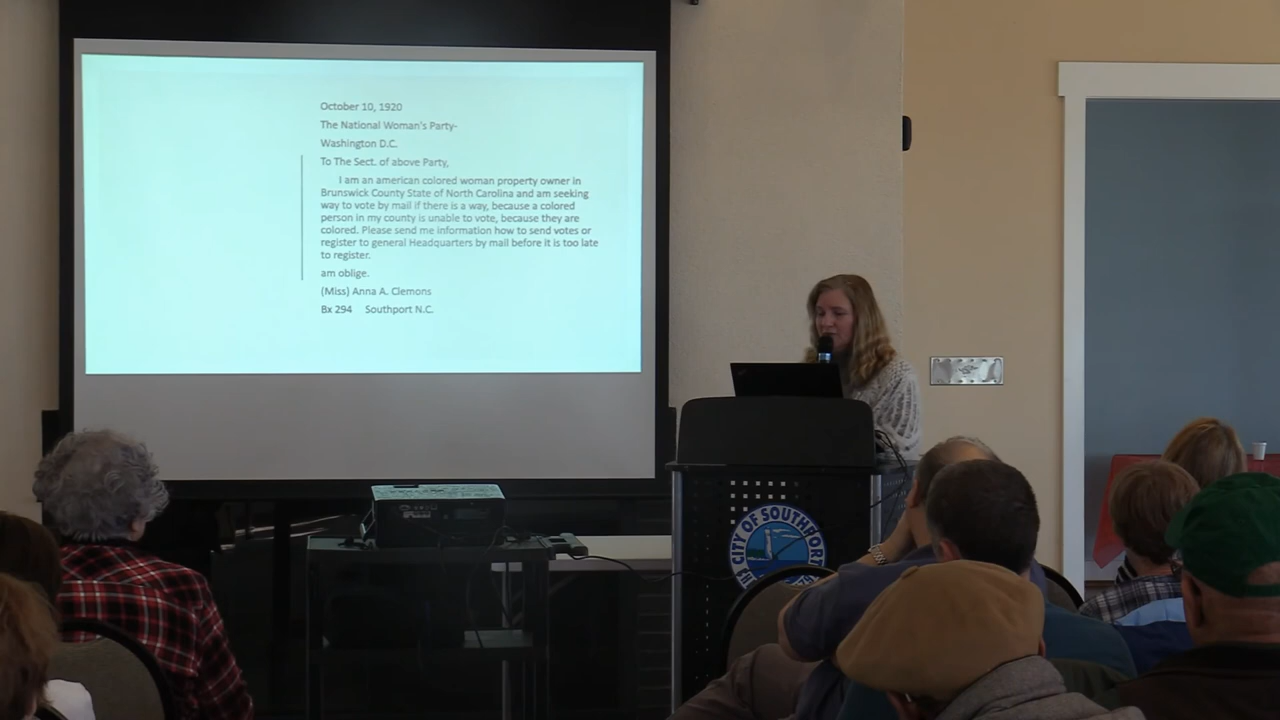 October 10, 1920
The National Woman's Party-
Washington D.C.
To The Sect. of above Party,
I am an american colored woman property owner in
Brunswick County State of North Carolina and am seeking
way to vote by mail if there is a way, because a colored
person in my county is unable to vote, because they are
colored. Please send me information how to send votes or
register to general Headquarters by mail before it is too late
to register.
am oblige.
(Miss) Anna A. Clemons
Bx 294 Southport N.C.
CITY OF SOUTHPORT